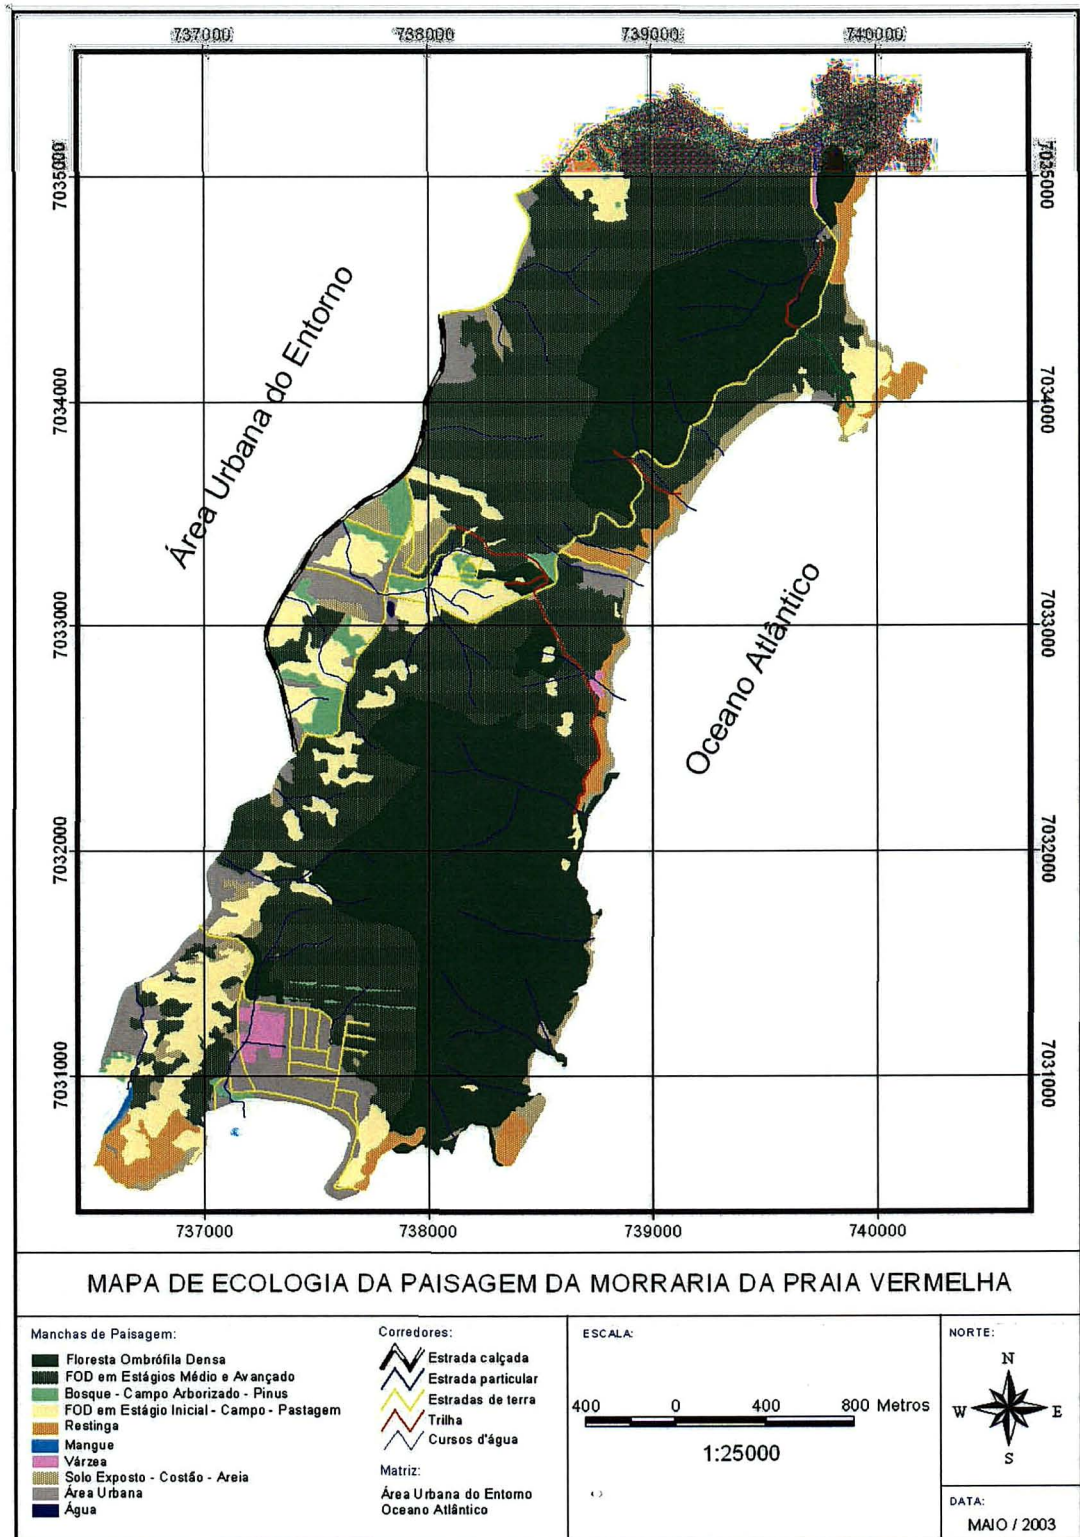 737000 738000 739000 740000
7035000 7035000
7034000 7034000
7033000 7033000
7032000 7032000
7031000 7031000
Área Urbana do Entorno
Oceano Atlântico
737000 738000 739000 740000
MAPA DE ECOLOGIA DA PAISAGEM DA MORRARIA DA PRAIA VERMELHA
Manchas de Paisagem:
Floresta Ombrófila Densa
FOD em Estágios Médio e Avançado
Bosque - Campo Arborizado - Pinus
FOD em Estágio Inicial - Campo - Pastagem
Restinga
Mangue
Várzea
Solo Exposto - Costão - Areia
Área Urbana
Água
Corredores:
Estrada calçada
Estrada particular
Estradas de terra
Trilha
Cursos d'água
Matriz:
Área Urbana do Entorno
Oceano Atlântico
ESCALA:
400 0 400 800 Metros
1:25000
NORTE:
N
W E
S
DATA:
MAIO / 2003